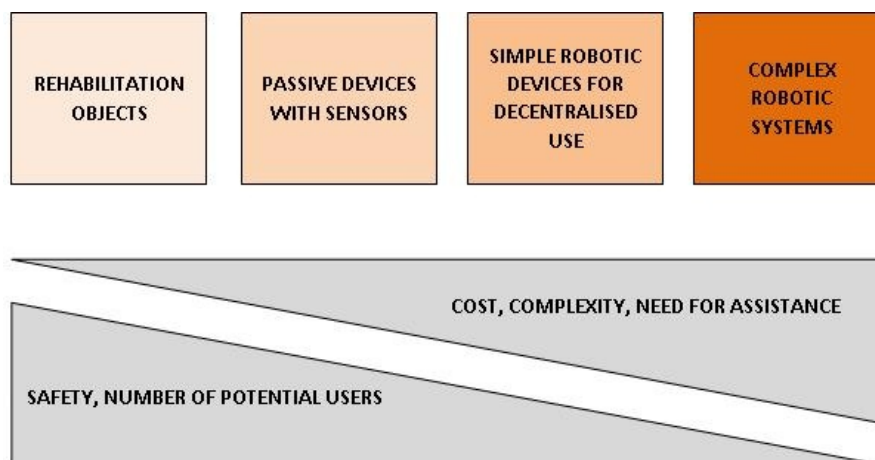 REHABILITATION
OBJECTS
PASSIVE DEVICES
WITH SENSORS
SIMPLE ROBOTIC
DEVICES FOR
DECENTRALISED
USE
COMPLEX
ROBOTIC
SYSTEMS
COST, COMPLEXITY, NEED FOR ASSISTANCE
SAFETY, NUMBER OF POTENTIAL USERS